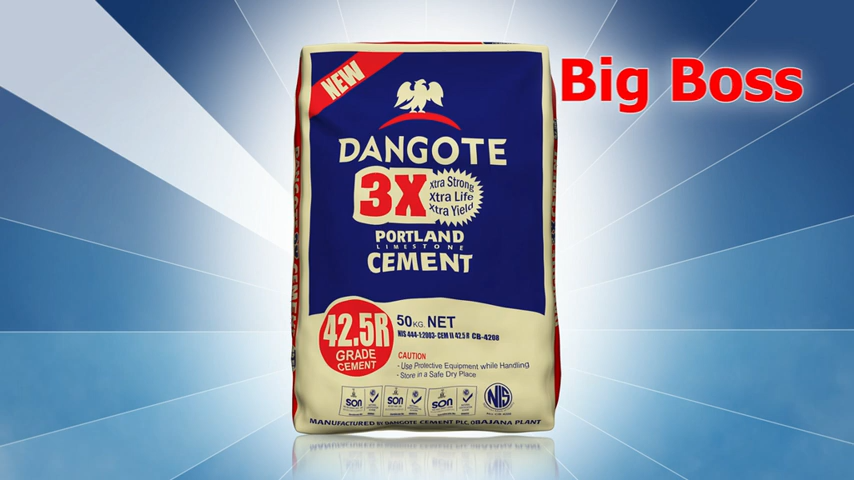 Big Boss
NEW
DANGOTE
3X
Xtra Strong
Xtra Life
Xtra Yield
PORTLAND
LIMESTONE
CEMENT
42.5R
GRADE
CEMENT
50KG. NET
NIS 444-1:2003- CEM II 42,5 R CB-4208
CAUTION
- Use Protective Equipment while Handling
- Store in a Safe Dry Place
SON
SON
SON
NIS
MANUFACTURED BY DANGOTE CEMENT PLC, OBAJANA PLANT